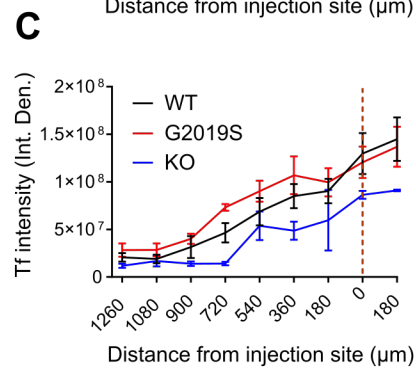 Distance from injection site (µm)
C
Tf intensity (Int. Den.)
2×10⁸
1.5×10⁸
1×10⁸
5×10⁷
0
WT
G2019S
KO
1260 1080 900 720 540 360 180 0 180
Distance from injection site (µm)